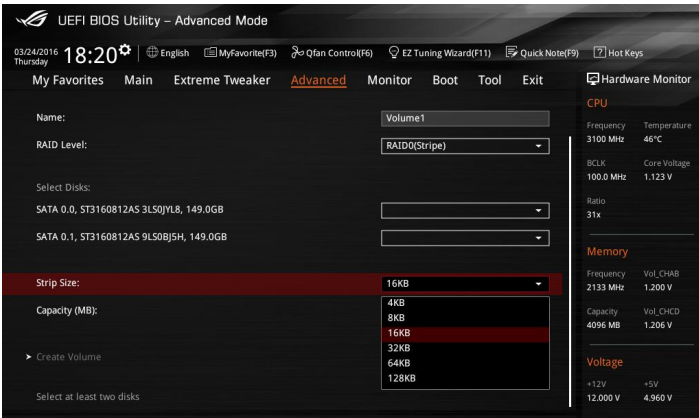 UEFI BIOS Utility – Advanced Mode
03/24/2016 Thursday 18:20 English MyFavorite(F3) Qfan Control(F6) EZ Tuning Wizard(F11) Quick Note(F9) ? Hot Keys
My Favorites Main Extreme Tweaker Advanced Monitor Boot Tool Exit
Name: Volume1
RAID Level: RAID0(Stripe)
Select Disks:
SATA 0.0, ST3160812AS 3LS0JYL8, 149.0GB
SATA 0.1, ST3160812AS 9LS0BJ5H, 149.0GB
Strip Size: 16KB
Capacity (MB):
4KB
8KB
16KB
32KB
64KB
128KB
Create Volume
Select at least two disks
Hardware Monitor
CPU
Frequency Temperature
3100 MHz 46°C
BCLK Core Voltage
100.0 MHz 1.123 V
Ratio
31x
Memory
Frequency Vol_CHAB
2133 MHz 1.200 V
Capacity Vol_CHCD
4096 MB 1.206 V
Voltage
+12V +5V
12.000 V 4.960 V